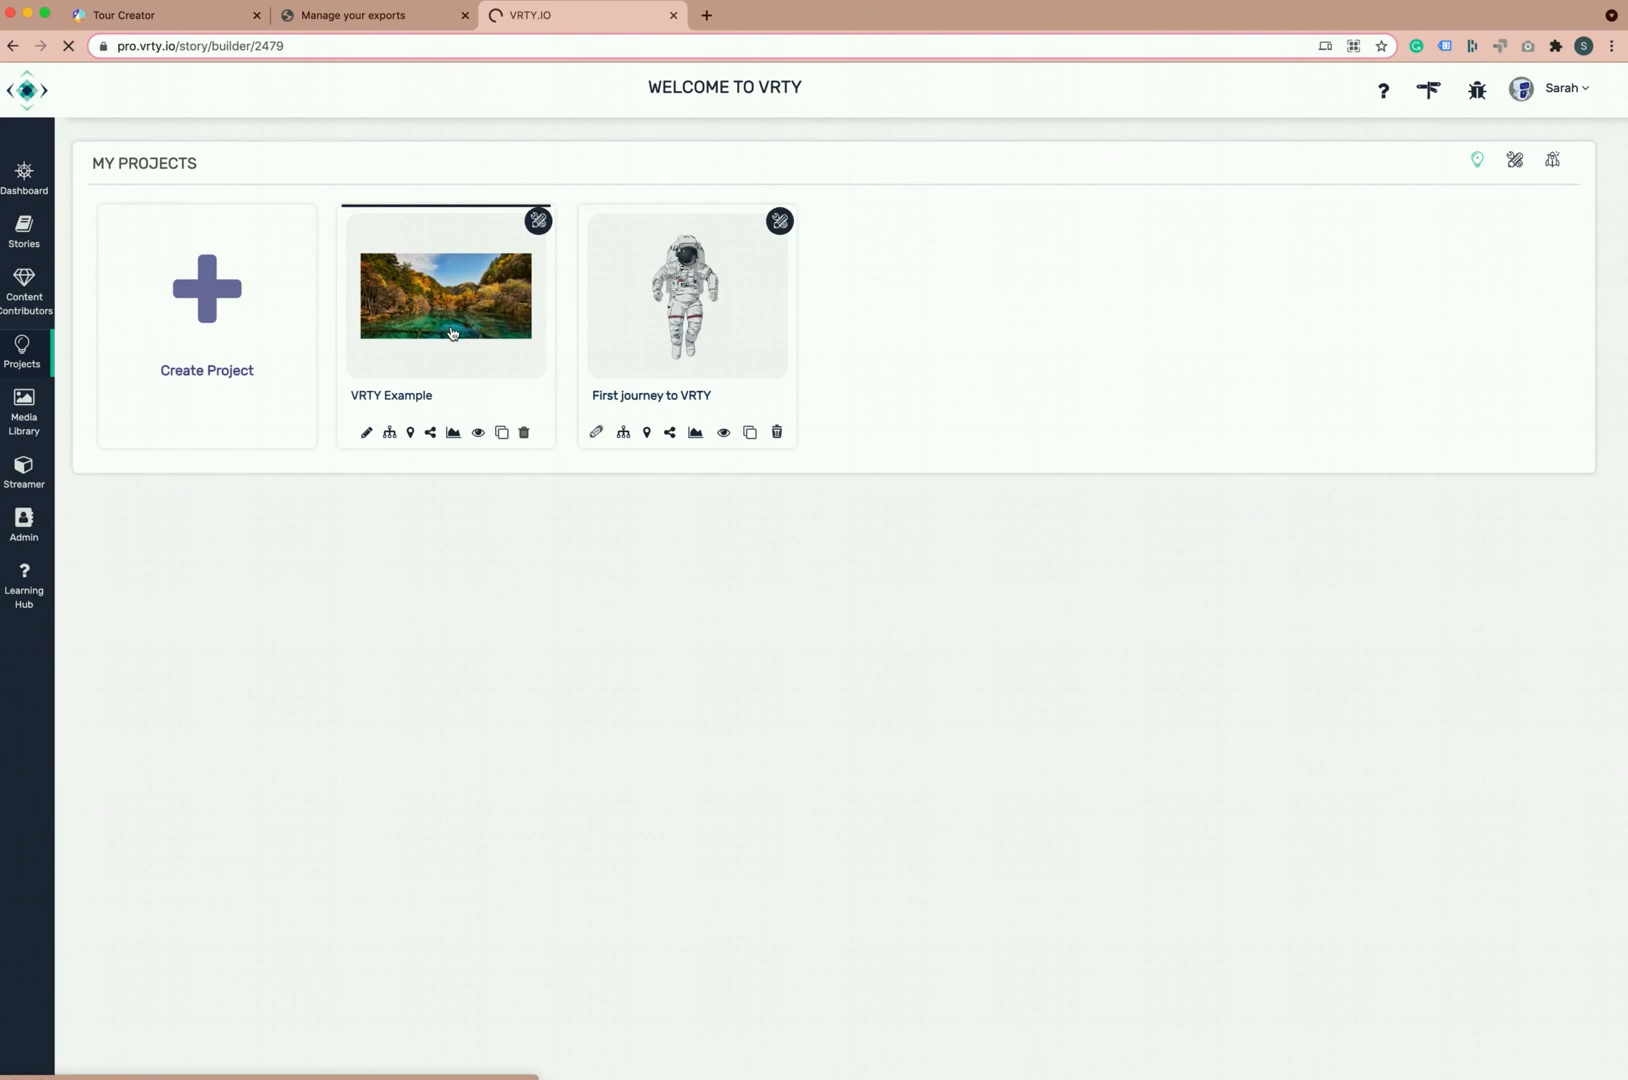 Tour Creator
Manage your exports
VRTY.IO
pro.vrty.io/story/builder/2479
S
WELCOME TO VRTY
?
Sarah
MY PROJECTS
Dashboard
Stories
Content
Contributors
Projects
Media
Library
Streamer
Admin
?
Learning
Hub
Create Project
VRTY Example
First journey to VRTY